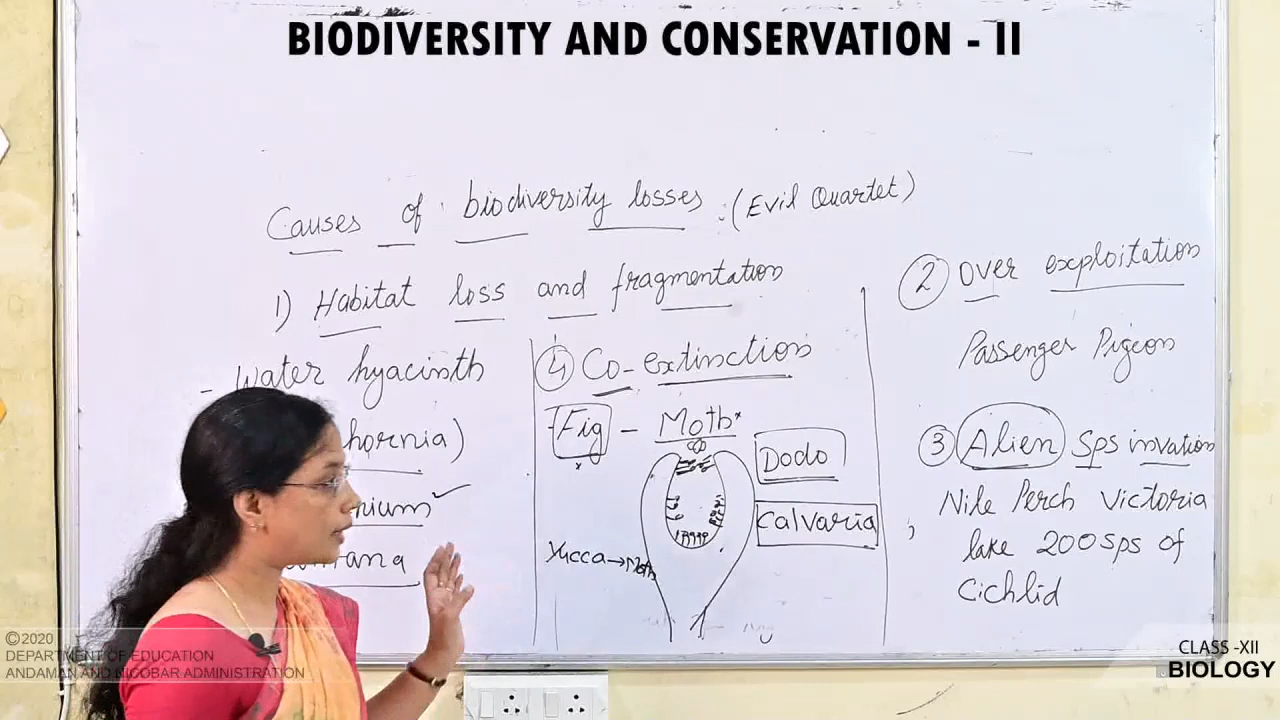 BIODIVERSITY AND CONSERVATION - II
Causes of biodiversity losses :(Evil Quartet)
1) Habitat loss and fragmentation
- Water hyacinth
hornia)
nium
tana
4 Co-extinction
Fig - Moth
Dodo
Calvaria
Yucca→Moth
2 Over exploitation
Passenger Pigeon
3 Alien Sps invation
Nile Perch Victoria
lake 200 Sps of
Cichlid
©2020
DEPARTMENT OF EDUCATION
ANDAMAN AND NICOBAR ADMINISTRATION
CLASS -XII
BIOLOGY